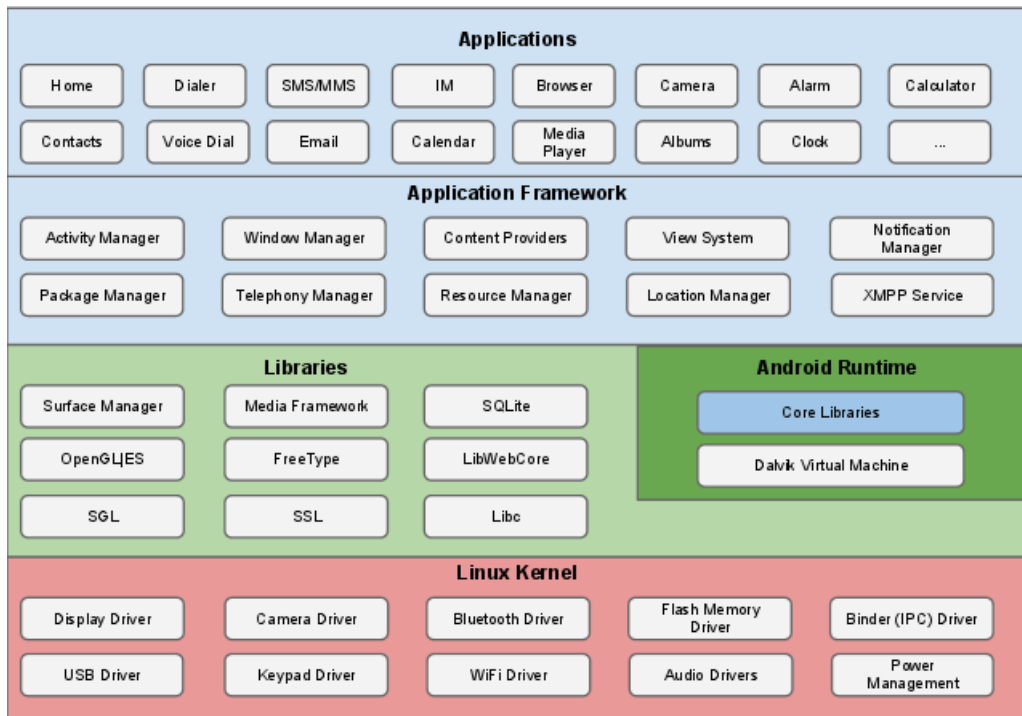 Applications
Home
Dialer
SMS/MMS
IM
Browser
Camera
Alarm
Calculator
Contacts
Voice Dial
Email
Calendar
Media
Player
Albums
Clock
...
Application Framework
Activity Manager
Window Manager
Content Providers
View System
Notification
Manager
Package Manager
Telephony Manager
Resource Manager
Location Manager
XMPP Service
Libraries
Surface Manager
Media Framework
SQLite
OpenGL|ES
FreeType
LibWebCore
SGL
SSL
Libc
Android Runtime
Core Libraries
Dalvik Virtual Machine
Linux Kernel
Display Driver
Camera Driver
Bluetooth Driver
Flash Memory
Driver
Binder (IPC) Driver
USB Driver
Keypad Driver
WiFi Driver
Audio Drivers
Power
Management